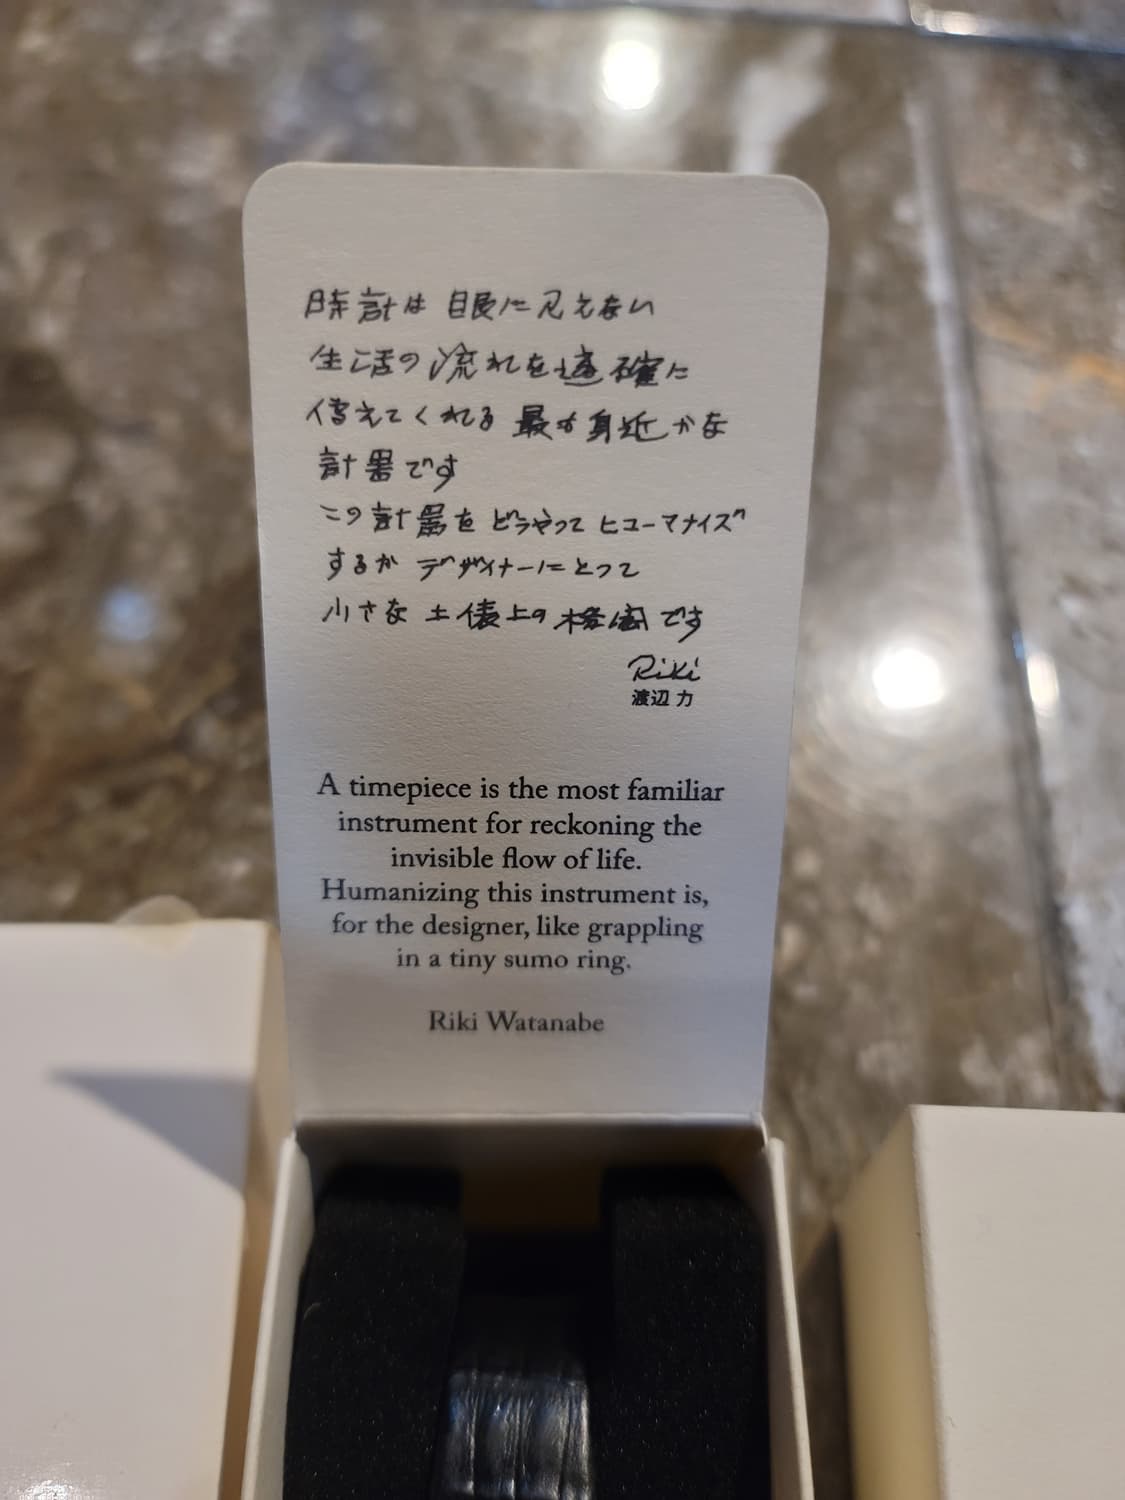 時計は 眼に見えない
生活の流れを適確に
伝えてくれる 最も身近かな
計器です
この計器を どうやって ヒューマナイズ
するか デザイナーにとって
小さな 土俵上の格闘です
Riki
渡辺 力
A timepiece is the most familiar
instrument for reckoning the
invisible flow of life.
Humanizing this instrument is,
for the designer, like grappling
in a tiny sumo ring.
Riki Watanabe